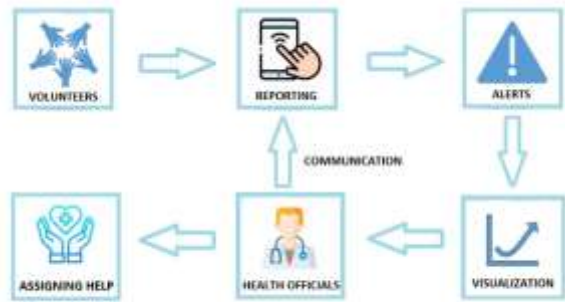 VOLUNTEERS
REPORTING
ALERTS
COMMUNICATION
ASSIGNING HELP
HEALTH OFFICIALS
VISUALIZATION